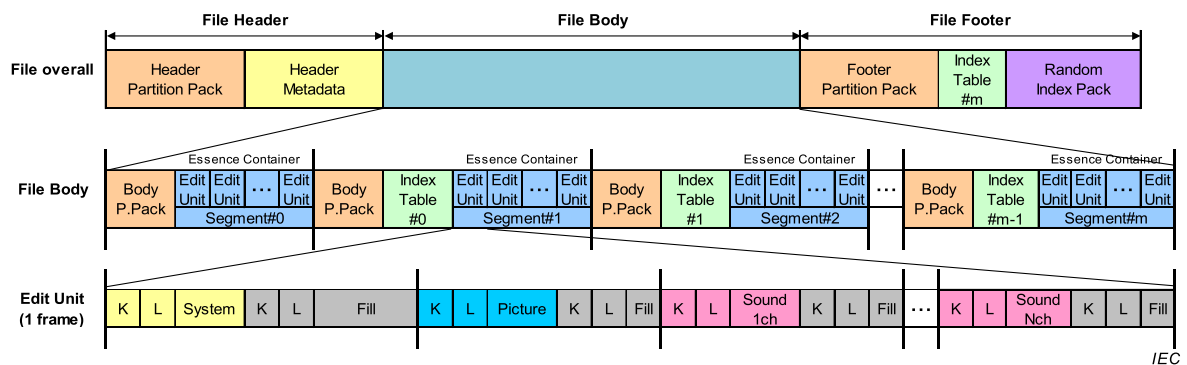 File Header
File Body
File Footer
File overall
Header
Partition Pack
Header
Metadata
Footer
Partition Pack
Index
Table
#m
Random
Index Pack
Essence Container
Essence Container
Essence Container
Essence Container
File Body
Body
P.Pack
Edit
Unit
Edit
Unit
...
Edit
Unit
Segment#0
Body
P.Pack
Index
Table
#0
Edit
Unit
Edit
Unit
...
Edit
Unit
Segment#1
Body
P.Pack
Index
Table
#1
Edit
Unit
Edit
Unit
...
Edit
Unit
Segment#2
...
Body
P.Pack
Index
Table
#m-1
Edit
Unit
Edit
Unit
...
Edit
Unit
Segment#m
Edit Unit
(1 frame)
K
L
System
K
L
Fill
K
L
Picture
K
L
Fill
K
L
Sound
1ch
K
L
Fill
...
K
L
Sound
Nch
K
L
Fill
IEC